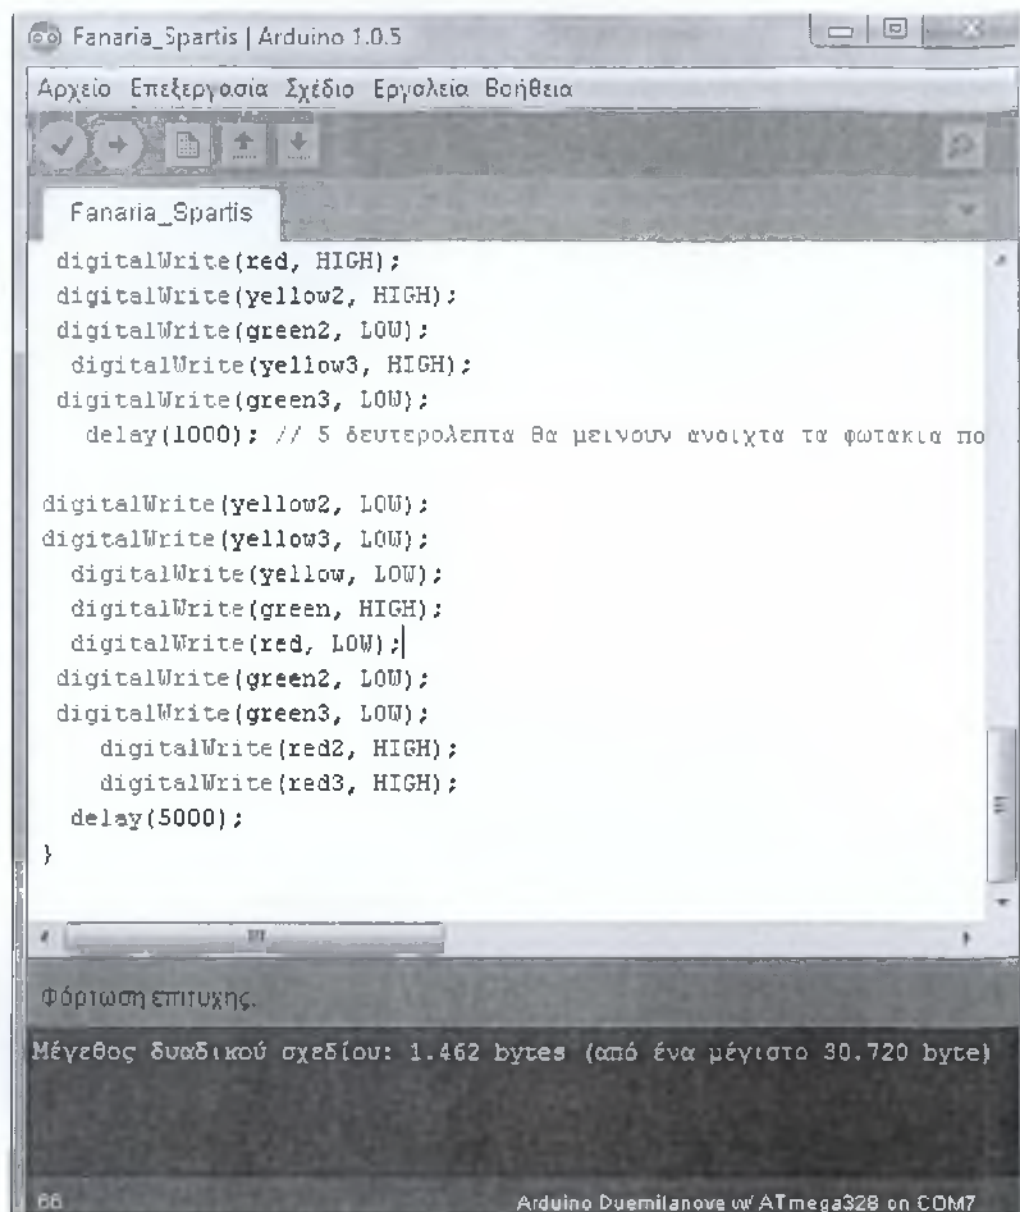 Fanaria_Spartis | Arduino 1.0.5
Αρχείο Επεξεργασία Σχέδιο Εργαλεία Βοήθεια
Fanaria_Spartis
digitalWrite(red, HIGH);
digitalWrite(yellow2, HIGH);
digitalWrite(green2, LOW);
digitalWrite(yellow3, HIGH);
digitalWrite(green3, LOW);
delay(1000); // 5 δευτερολεπτα θα μεινουν ανοιχτα τα φωτακια πο
digitalWrite(yellow2, LOW);
digitalWrite(yellow3, LOW);
digitalWrite(yellow, LOW);
digitalWrite(green, HIGH);
digitalWrite(red, LOW);
digitalWrite(green2, LOW);
digitalWrite(green3, LOW);
digitalWrite(red2, HIGH);
digitalWrite(red3, HIGH);
delay(5000);
}
Φόρτωση επιτυχης.
Μέγεθος δυαδικού σχεδίου: 1.462 bytes (από ένα μέγιστο 30.720 byte)
66 Arduino Duemilanove w/ ATmega328 on COM7